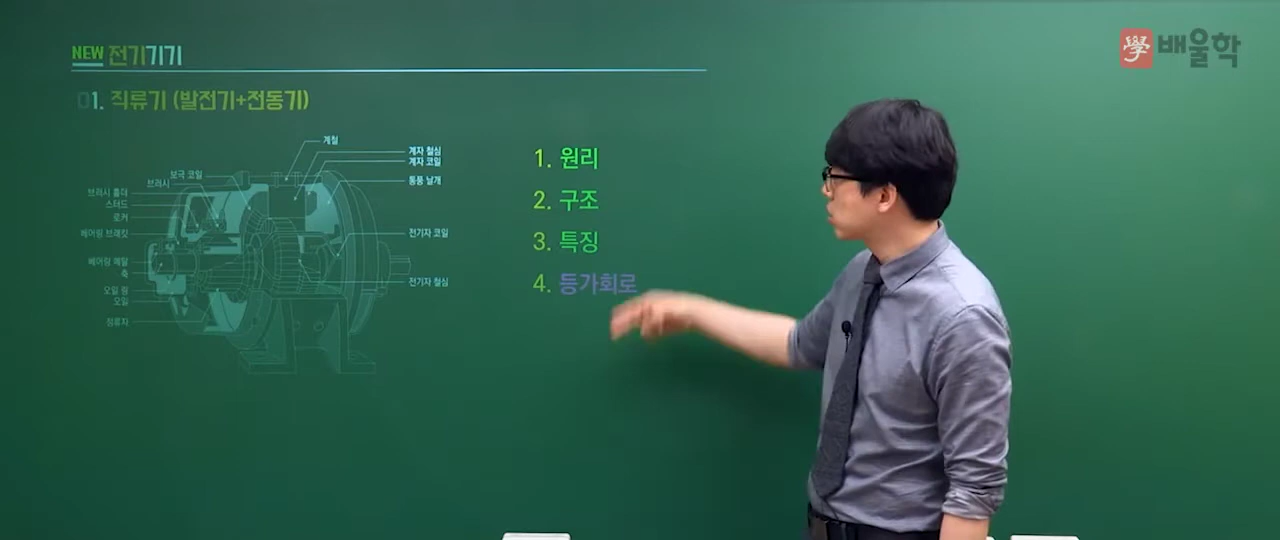 學 배울학
NEW 전기기기
01. 직류기 (발전기+전동기)
계철
계자 철심
계자 코일
통풍 날개
전기자 코일
전기자 철심
보극 코일
브러시
브러시 홀더
스터드
로커
베어링 브래킷
베어링 메탈
축
오일 링
오일
정류자
1. 원리
2. 구조
3. 특징
4. 등가회로